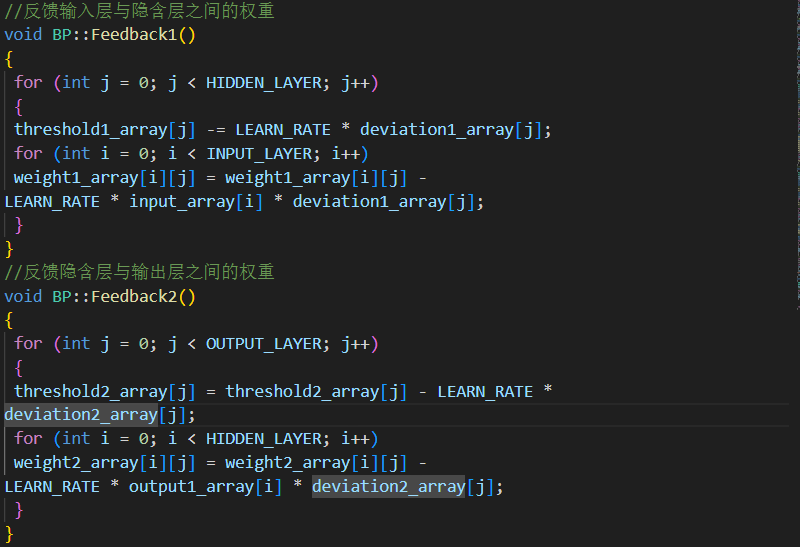 //反馈输入层与隐含层之间的权重
void BP::Feedback1()
{
for (int j = 0; j < HIDDEN_LAYER; j++)
{
threshold1_array[j] -= LEARN_RATE * deviation1_array[j];
for (int i = 0; i < INPUT_LAYER; i++)
weight1_array[i][j] = weight1_array[i][j] -
LEARN_RATE * input_array[i] * deviation1_array[j];
}
}
//反馈隐含层与输出层之间的权重
void BP::Feedback2()
{
for (int j = 0; j < OUTPUT_LAYER; j++)
{
threshold2_array[j] = threshold2_array[j] - LEARN_RATE *
deviation2_array[j];
for (int i = 0; i < HIDDEN_LAYER; i++)
weight2_array[i][j] = weight2_array[i][j] -
LEARN_RATE * output1_array[i] * deviation2_array[j];
}
}